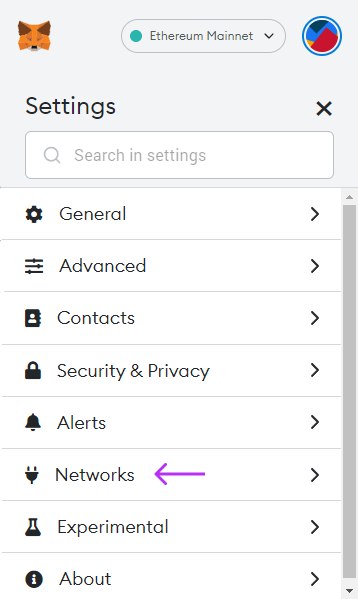 Ethereum Mainnet
Settings
Search in settings
General
Advanced
Contacts
Security & Privacy
Alerts
Networks
Experimental
About